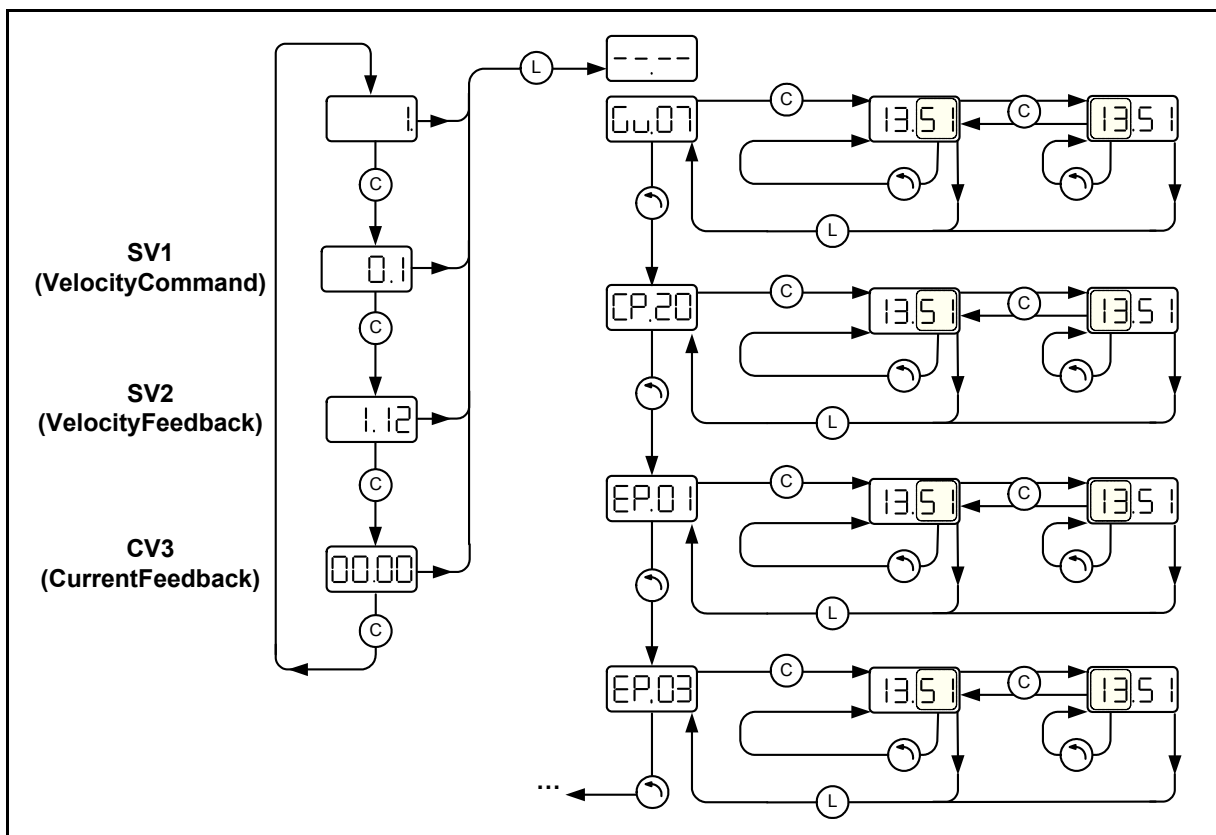 L
----.
1.
Gu.07
C
13.51
C
13.51
C
L
SV1
(VelocityCommand)
0.1
CP.20
C
13.51
C
13.51
C
L
SV2
(VelocityFeedback)
1.12
C
EP.01
C
13.51
C
13.51
L
CV3
(CurrentFeedback)
00.00
C
EP.03
C
13.51
C
13.51
L
...